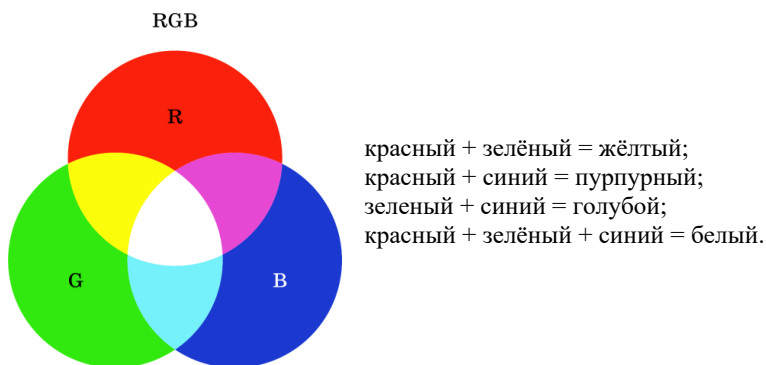 RGB
R
G
B
красный + зелёный = жёлтый;
красный + синий = пурпурный;
зеленый + синий = голубой;
красный + зелёный + синий = белый.